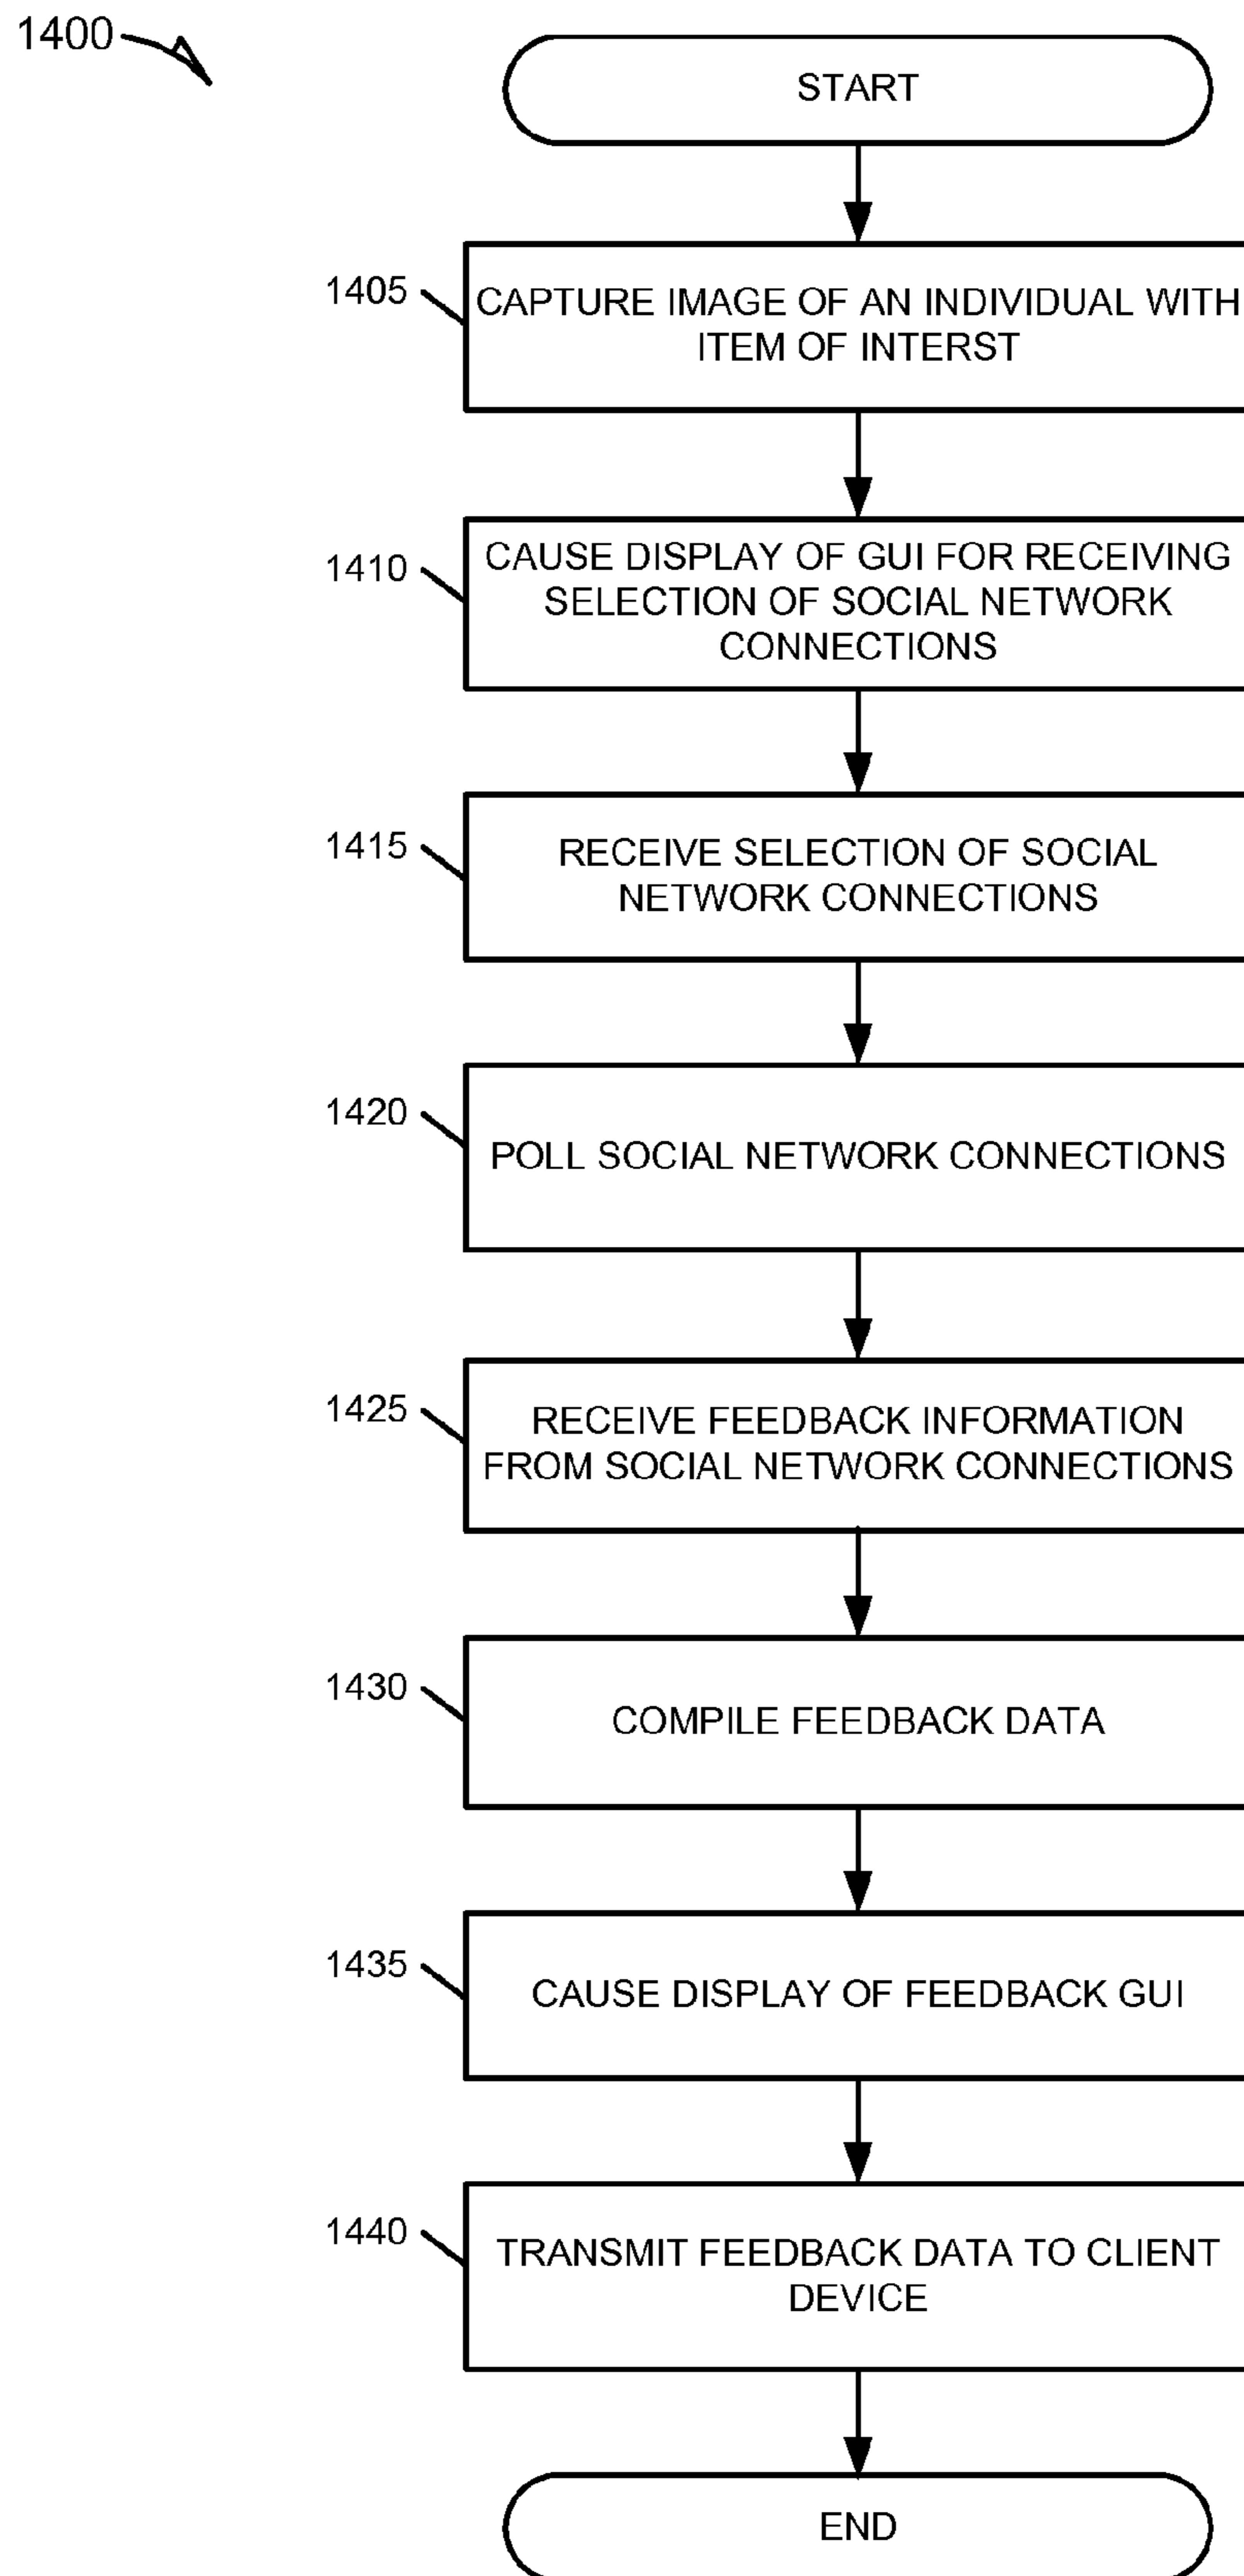 1400
START
1405
CAPTURE IMAGE OF AN INDIVIDUAL WITH
ITEM OF INTERST
1410
CAUSE DISPLAY OF GUI FOR RECEIVING
SELECTION OF SOCIAL NETWORK
CONNECTIONS
1415
RECEIVE SELECTION OF SOCIAL
NETWORK CONNECTIONS
1420
POLL SOCIAL NETWORK CONNECTIONS
1425
RECEIVE FEEDBACK INFORMATION
FROM SOCIAL NETWORK CONNECTIONS
1430
COMPILE FEEDBACK DATA
1435
CAUSE DISPLAY OF FEEDBACK GUI
1440
TRANSMIT FEEDBACK DATA TO CLIENT
DEVICE
END